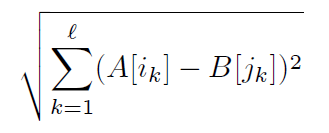 √∑_{k=1}^{ℓ}(A[i_k] − B[j_k])²